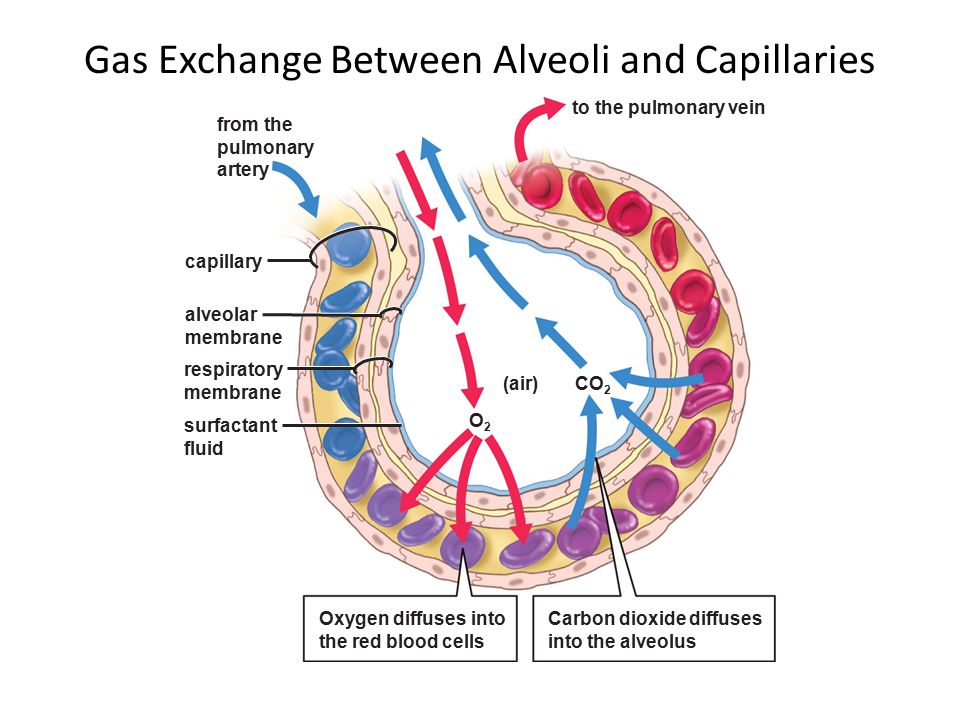 Gas Exchange Between Alveoli and Capillaries
to the pulmonary vein
from the
pulmonary
artery
capillary
alveolar
membrane
respiratory
membrane
surfactant
fluid
(air)
CO₂
O₂
Oxygen diffuses into
the red blood cells
Carbon dioxide diffuses
into the alveolus